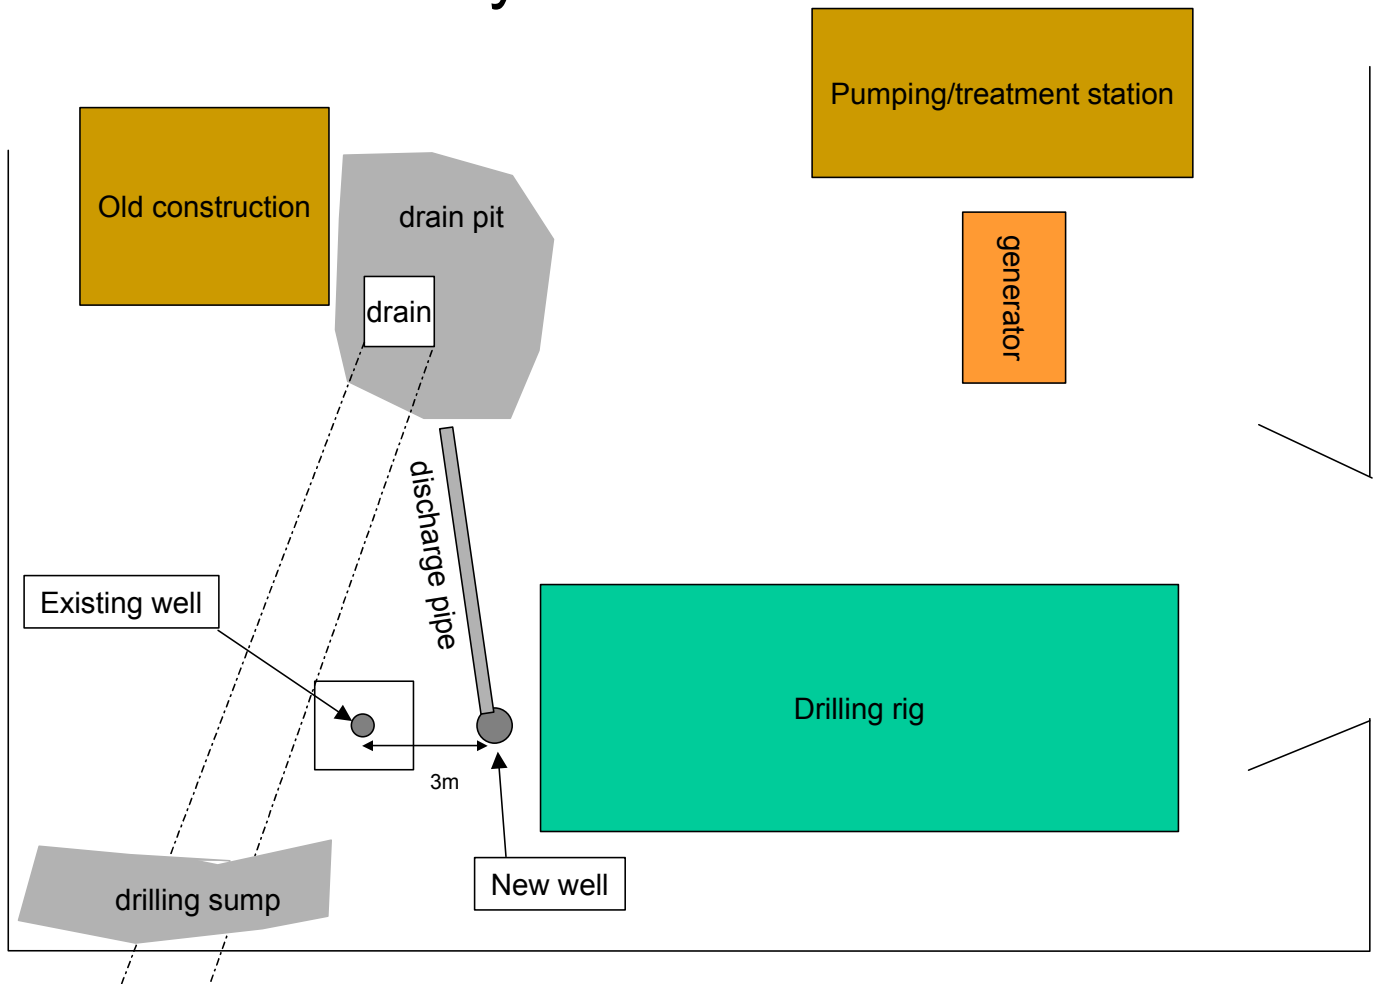 Pumping/treatment station
Old construction
drain pit
generator
drain
discharge pipe
Existing well
Drilling rig
3m
New well
drilling sump